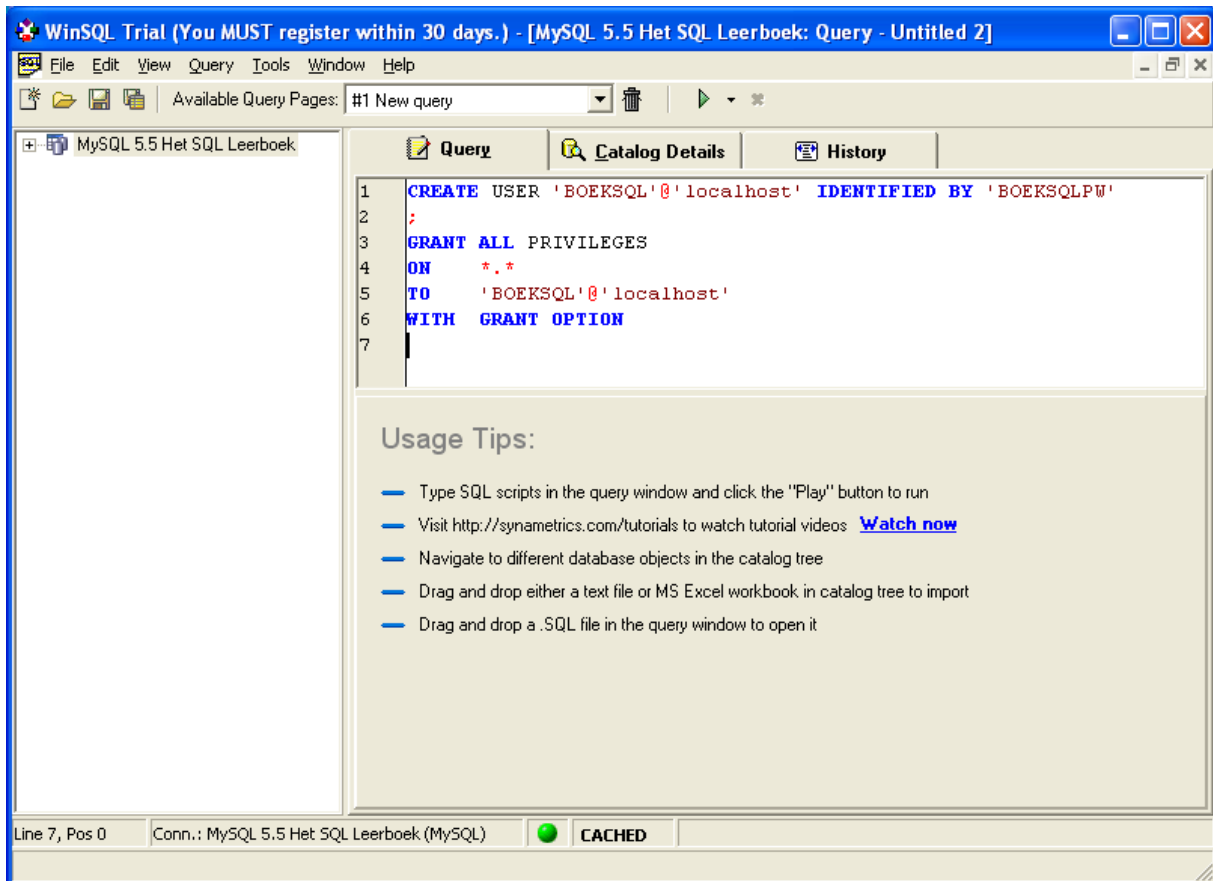 WinSQL Trial (You MUST register within 30 days.) - [MySQL 5.5 Het SQL Leerboek: Query - Untitled 2]
File Edit View Query Tools Window Help
Available Query Pages: #1 New query
MySQL 5.5 Het SQL Leerboek
Query Catalog Details History
1 CREATE USER 'BOEKSQL'@'localhost' IDENTIFIED BY 'BOEKSQLPW'
2 ;
3 GRANT ALL PRIVILEGES
4 ON *.*
5 TO 'BOEKSQL'@'localhost'
6 WITH GRANT OPTION
7
Usage Tips:
Type SQL scripts in the query window and click the "Play" button to run
Visit http://synametrics.com/tutorials to watch tutorial videos Watch now
Navigate to different database objects in the catalog tree
Drag and drop either a text file or MS Excel workbook in catalog tree to import
Drag and drop a .SQL file in the query window to open it
Line 7, Pos 0 Conn.: MySQL 5.5 Het SQL Leerboek (MySQL) CACHED